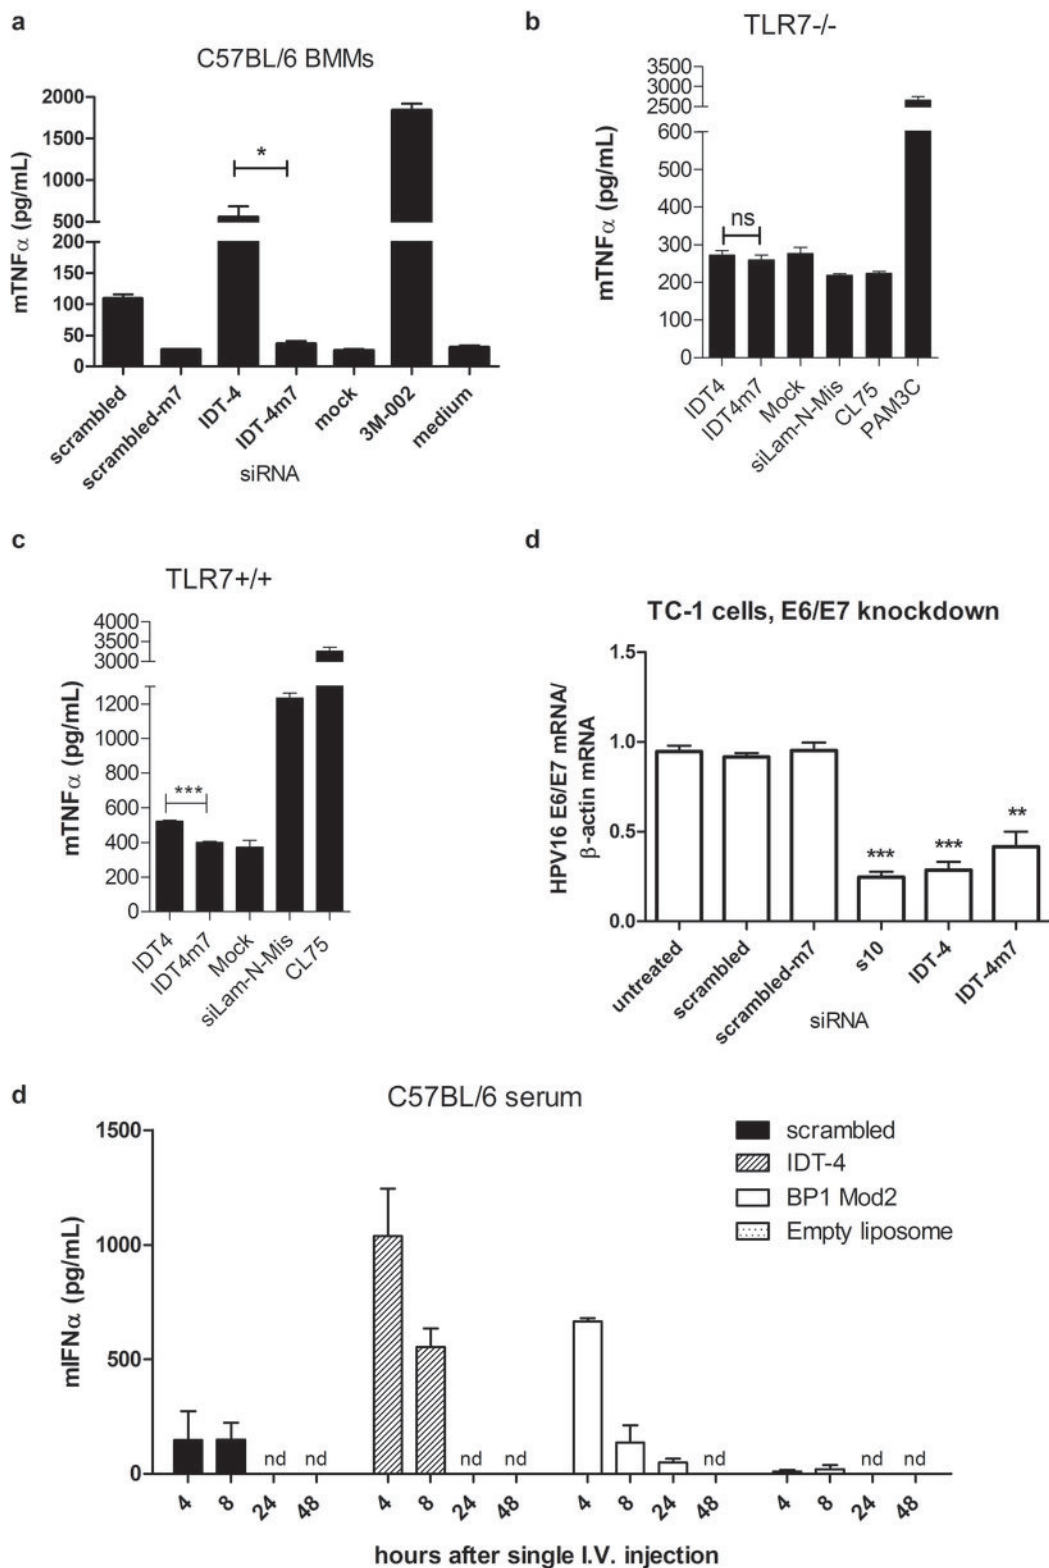 a
C57BL/6 BMMs
mTNFα (pg/mL)
2000
1500
1000
500
200
150
100
50
0
*
scrambled
scrambled-m7
IDT-4
IDT-4m7
mock
3M-002
medium
siRNA
b
TLR7-/-
mTNFα (pg/mL)
3500
3000
2500
600
500
400
300
200
100
0
ns
IDT4
IDT4m7
Mock
siLam-N-Mis
CL75
PAM3C
c
TLR7+/+
mTNFα (pg/mL)
4000
3500
3000
1200
1000
800
600
400
200
0
***
IDT4
IDT4m7
Mock
siLam-N-Mis
CL75
d
TC-1 cells, E6/E7 knockdown
HPV16 E6/E7 mRNA/
β-actin mRNA
1.5
1.0
0.5
0.0
***
***
**
untreated
scrambled
scrambled-m7
s10
IDT-4
IDT-4m7
siRNA
d
C57BL/6 serum
mIFNα (pg/mL)
1500
1000
500
0
scrambled
IDT-4
BP1 Mod2
Empty liposome
nd nd nd nd nd nd nd
4 8 24 48 4 8 24 48 4 8 24 48 4 8 24 48
hours after single I.V. injection